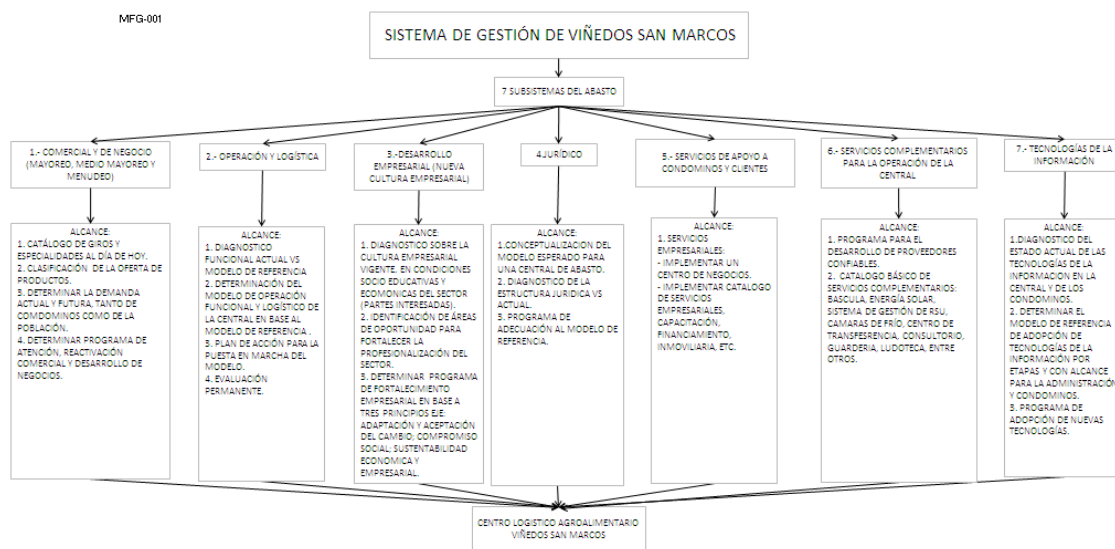 MFG-001
SISTEMA DE GESTIÓN DE VIÑEDOS SAN MARCOS
7 SUBSISTEMAS DEL ABASTO
1.- COMERCIAL Y DE NEGOCIO
(MAYOREO, MEDIO MAYOREO Y
MENUDEO)
2.- OPERACIÓN Y LOGÍSTICA
3.-DESARROLLO
EMPRESARIAL (NUEVA
CULTURA EMPRESARIAL)
4.JURÍDICO
5.- SERVICIOS DE APOYO A
CONDOMINOS Y CLIENTES
6.- SERVICIOS COMPLEMENTARIOS
PARA LA OPERACIÓN DE LA
CENTRAL
7.- TECNOLOGÍAS DE LA
INFORMACIÓN
ALCANCE:
1. CATÁLOGO DE GIROS Y
ESPECIALIDADES AL DÍA DE HOY.
2. CLASIFICACIÓN DE LA OFERTA DE
PRODUCTOS.
3. DETERMINAR LA DEMANDA
ACTUAL Y FUTURA, TANTO DE
COMDOMINOS COMO DE LA
POBLACIÓN.
4. DETERMINAR PROGRAMA DE
ATENCIÓN, REACTIVACIÓN
COMERCIAL Y DESARROLLO DE
NEGOCIOS.
ALCANCE:
1. DIAGNOSTICO
FUNCIONAL ACTUAL VS
MODELO DE REFERENCIA
2. DETERMINACIÓN DEL
MODELO DE OPERACIÓN
FUNCIONAL Y LOGÍSTICO DE
LA CENTRAL EN BASE AL
MODELO DE REFERENCIA .
3. PLAN DE ACCIÓN PARA LA
PUESTA EN MARCHA DEL
MODELO.
4. EVALUACIÓN
PERMANENTE.
ALCANCE:
1. DIAGNOSTICO SOBRE LA
CULTURA EMPRESARIAL
VIGENTE. EN CONDICIONES
SOCIO EDUCATIVAS Y
ECOMONICAS DEL SECTOR
(PARTES INTERESADAS).
2. IDENTIFICACIÓN DE ÁREAS
DE OPORTUNIDAD PARA
FORTALECER LA
PROFESIONALIZACIÓN DEL
SECTOR.
3. DETERMINAR PROGRAMA
DE FORTALECIMIENTO
EMPRESARIAL EN BASE A
TRES PRINCIPIOS EJE:
ADAPTACIÓN Y ACEPTACIÓN
DEL CAMBIO; COMPROMISO
SOCIAL; SUSTENTABILIDAD
ECONOMICA Y
EMPRESARIAL.
ALCANCE:
1.CONCEPTUALIZACION DEL
MODELO ESPERADO PARA
UNA CENTRAL DE ABASTO.
2. DIAGNOSTICO DE LA
ESTRUCTURA JURIDICA VS
ACTUAL.
3. PROGRAMA DE
ADECUACIÓN AL MODELO DE
REFERENCIA.
ALCANCE:
1. SERVICIOS
EMPRESARIALES:
- IMPLEMENTAR UN
CENTRO DE NEGOCIOS.
- IMPLEMENTAR CATALOGO
DE SERVICIOS
EMPRESARIALES,
CAPACITACIÓN,
FINANCIAMIENTO,
INMOVILIARIA, ETC.
ALCANCE:
1. PROGRAMA PARA EL
DESARROLLO DE PROVEEDORES
CONFIABLES.
2. CATALOGO BÁSICO DE
SERVICIOS COMPLEMENTARIOS:
BASCULA, ENERGÍA SOLAR,
SISTEMA DE GESTIÓN DE RSU,
CAMARAS DE FRÍO, CENTRO DE
TRANSFESRENCIA, CONSULTORIO,
GUARDERIA, LUDOTECA, ENTRE
OTROS.
ALCANCE:
1.DIAGNOSTICO DEL
ESTADO ACTUAL DE LAS
TECNOLOGÍAS DE LA
INFORMACION EN LA
CENTRAL Y DE LOS
CONDOMINOS.
2. DETERMINAR EL
MODELO DE REFERENCIA
DE ADOPCIÓN DE
TECNOLOGÍAS DE LA
INFORMACIÓN POR
ETAPAS Y CON ALCANCE
PARA LA ADMINISTRACIÓN
Y CONDOMINOS.
3. PROGRAMA DE
ADOPCIÓN DE NUEVAS
TECNOLOGÍAS.
CENTRO LOGISTICO AGROALIMENTARIO
VIÑEDOS SAN MARCOS